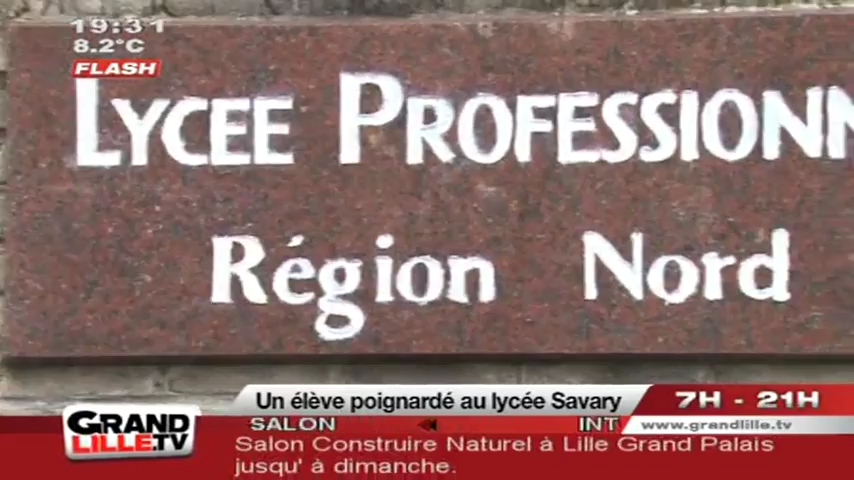 19:31
8.2°C
FLASH
LYCEE PROFESSIONN
Région Nord
Un élève poignardé au lycée Savary
7H - 21H
GRAND
LILLE.TV
SALON
INT
www.grandlille.tv
Salon Construire Naturel à Lille Grand Palais
jusqu' à dimanche.